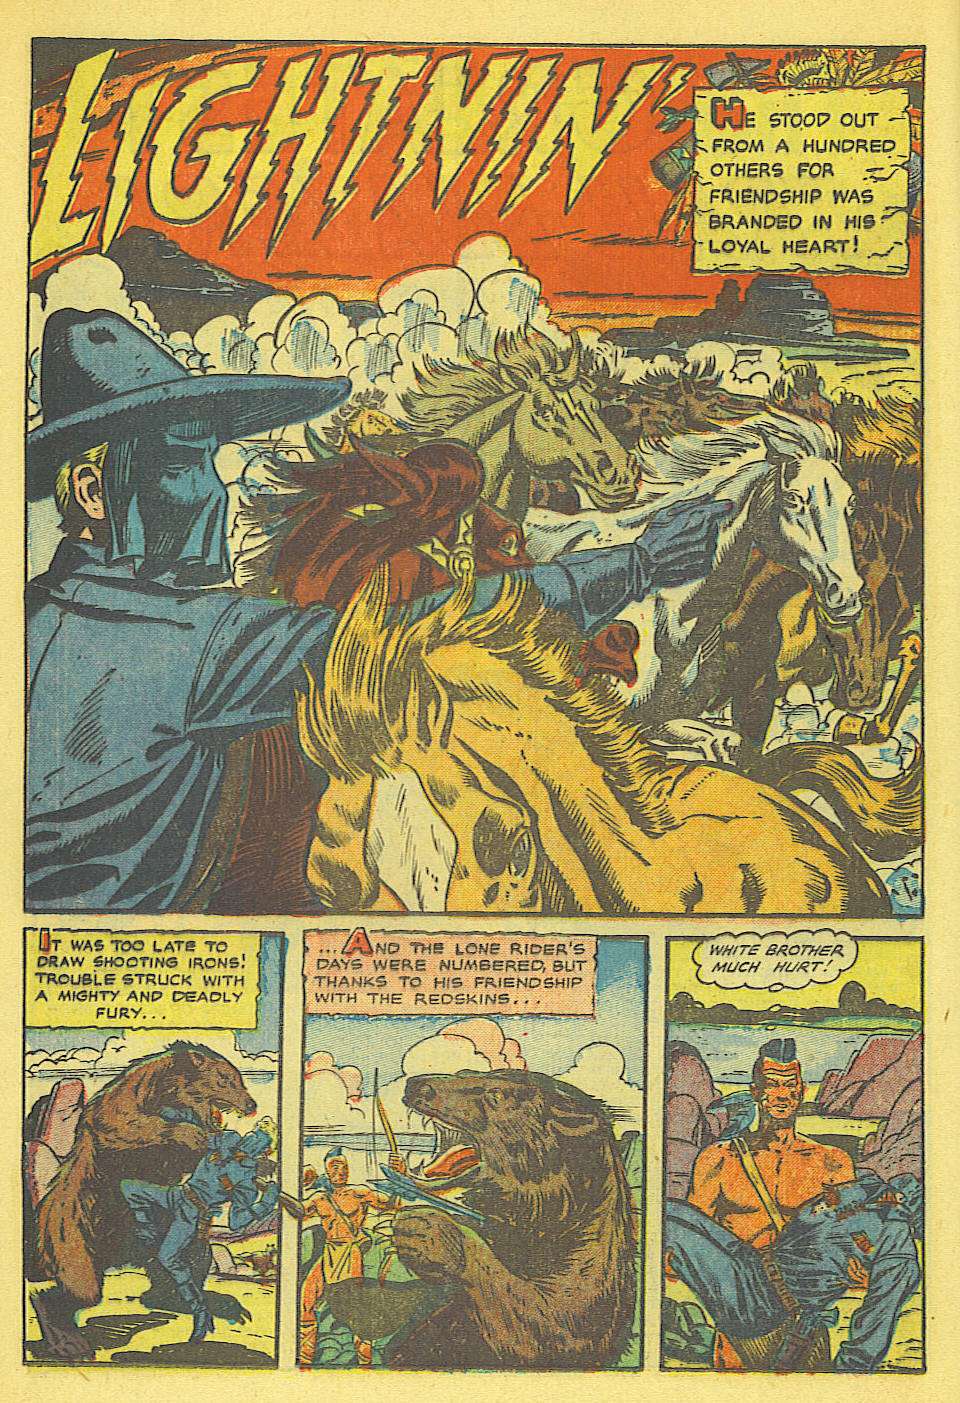 LIGHTNIN'
HE STOOD OUT
FROM A HUNDRED
OTHERS FOR
FRIENDSHIP WAS
BRANDED IN HIS
LOYAL HEART!
IT WAS TOO LATE TO
DRAW SHOOTING IRONS!
TROUBLE STRUCK WITH
A MIGHTY AND DEADLY
FURY...
...AND THE LONE RIDER'S
DAYS WERE NUMBERED, BUT
THANKS TO HIS FRIENDSHIP
WITH THE REDSKINS...
WHITE BROTHER
MUCH HURT!